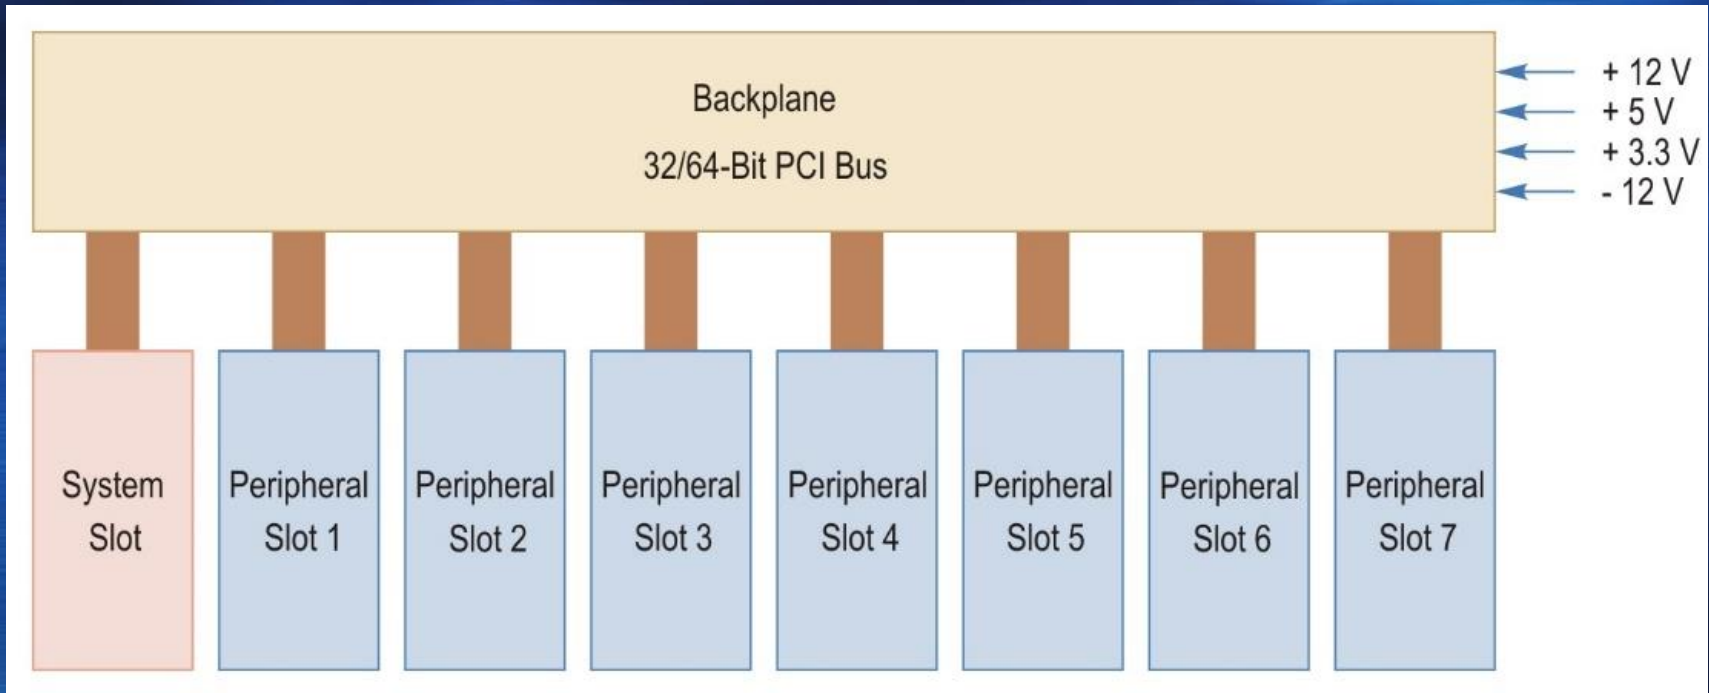 Backplane
32/64-Bit PCI Bus
+ 12 V
+ 5 V
+ 3.3 V
- 12 V
System
Slot
Peripheral
Slot 1
Peripheral
Slot 2
Peripheral
Slot 3
Peripheral
Slot 4
Peripheral
Slot 5
Peripheral
Slot 6
Peripheral
Slot 7